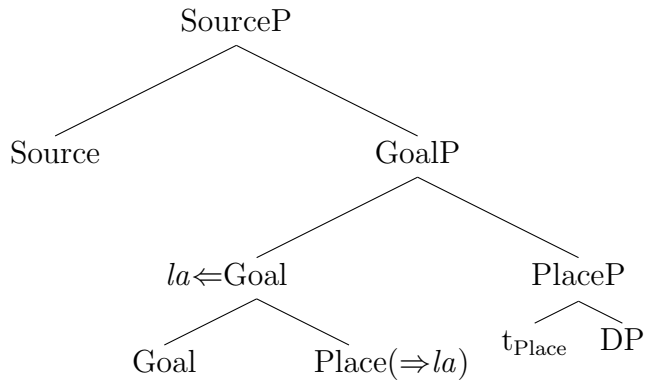 SourceP
Source GoalP
la⇐Goal PlaceP
Goal Place(⇒la) tPlace DP